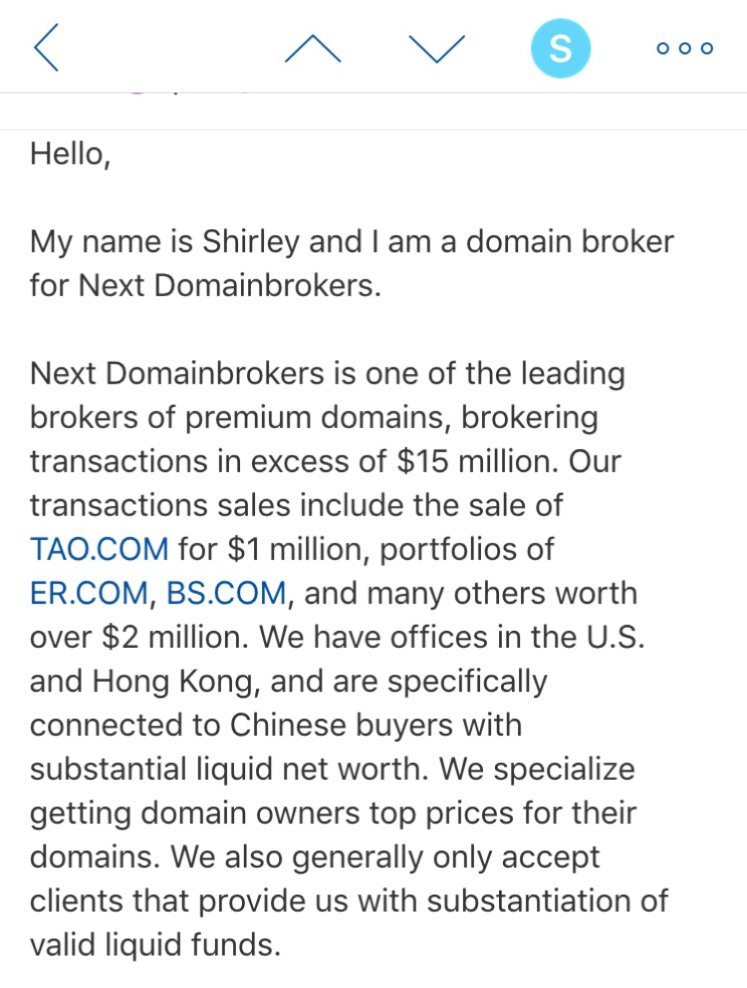 S
Hello,
My name is Shirley and I am a domain broker
for Next Domainbrokers.
Next Domainbrokers is one of the leading
brokers of premium domains, brokering
transactions in excess of $15 million. Our
transactions sales include the sale of
TAO.COM for $1 million, portfolios of
ER.COM, BS.COM, and many others worth
over $2 million. We have offices in the U.S.
and Hong Kong, and are specifically
connected to Chinese buyers with
substantial liquid net worth. We specialize
getting domain owners top prices for their
domains. We also generally only accept
clients that provide us with substantiation of
valid liquid funds.